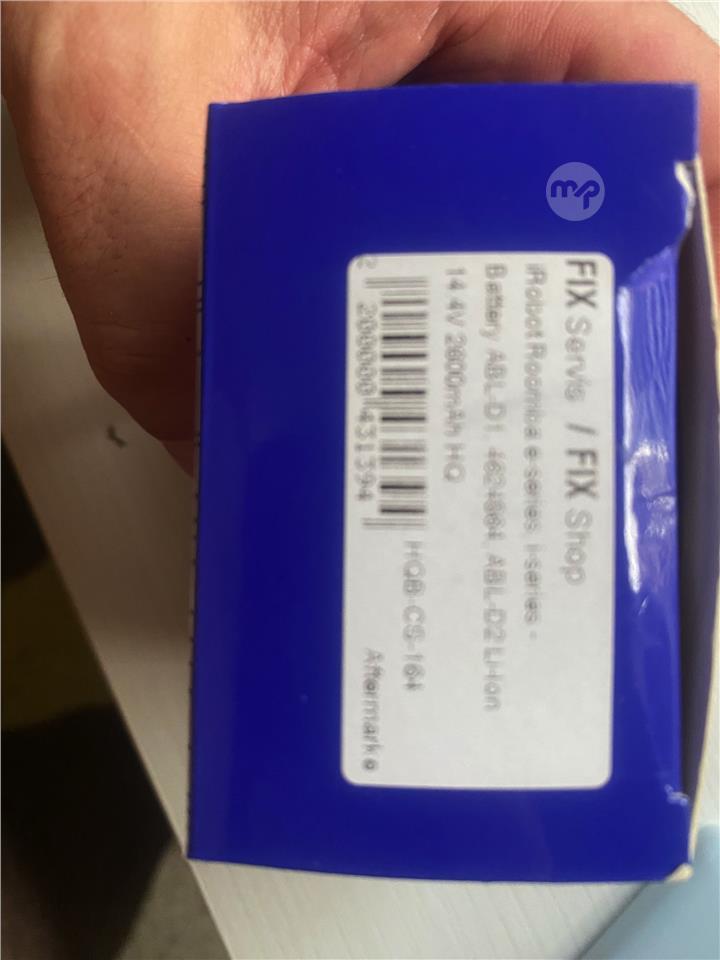 FIX Servis / FIX Shop
iRobot Roomba e-series, i-series -
Battery ABL-D1, 4624864, ABL-D2 Li-Ion
14.4V 2600mAh HQ
HQB-CS-164
2 200000 431394
Aftermarke
mp